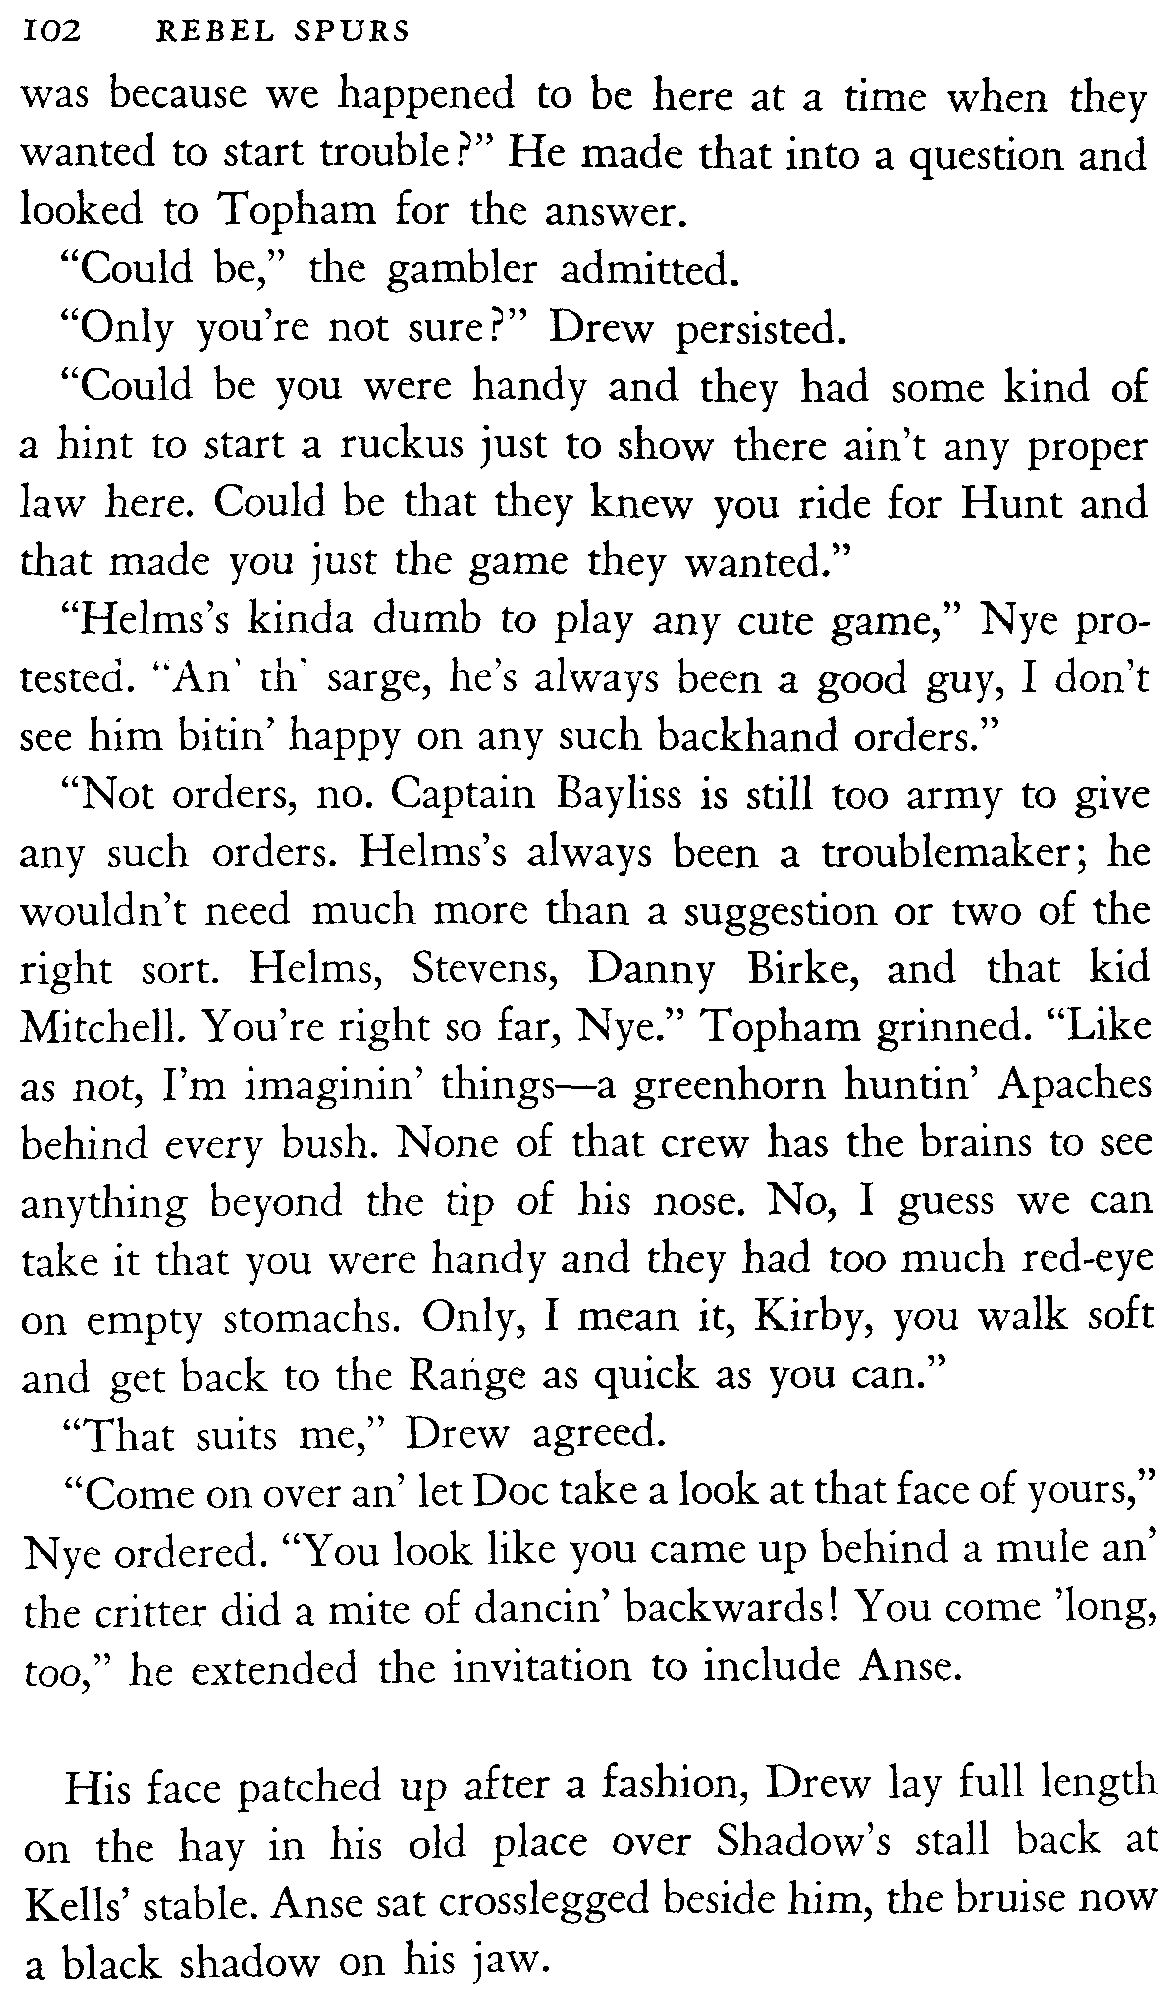 102 REBEL SPURS
was because we happened to be here at a time when they
wanted to start trouble?” He made that into a question and
looked to Topham for the answer.
“Could be,” the gambler admitted.
“Only you're not sure?” Drew persisted.
“Could be you were handy and they had some kind of
a hint to start a ruckus just to show there ain't any proper
law here. Could be that they knew you ride for Hunt and
that made you just the game they wanted.”
“Helms's kinda dumb to play any cute game,” Nye pro-
tested. “An' th' sarge, he's always been a good guy, I don't
see him bitin’ happy on any such backhand orders.”
“Not orders, no. Captain Bayliss is still too army to give
any such orders. Helms's always been a troublemaker; he
wouldn't need much more than a suggestion or two of the
right sort. Helms, Stevens, Danny Birke, and that kid
Mitchell. You're right so far, Nye.” Topham grinned. “Like
as not, I'm imaginin’ things—a greenhorn huntin’ Apaches
behind every bush. None of that crew has the brains to see
anything beyond the tip of his nose. No, I guess we can
take it that you were handy and they had too much red-eye
on empty stomachs. Only, I mean it, Kirby, you walk soft
and get back to the Range as quick as you can.”
“That suits me,” Drew agreed.
“Come on over an’ let Doc take a look at that face of yours,”
Nye ordered. “You look like you came up behind a mule an’
the critter did a mite of dancin’ backwards! You come ’long,
too,” he extended the invitation to include Anse.
His face patched up after a fashion, Drew lay full length
on the hay in his old place over Shadow's stall back at
Kells’ stable. Anse sat crosslegged beside him, the bruise now
a black shadow on his jaw.